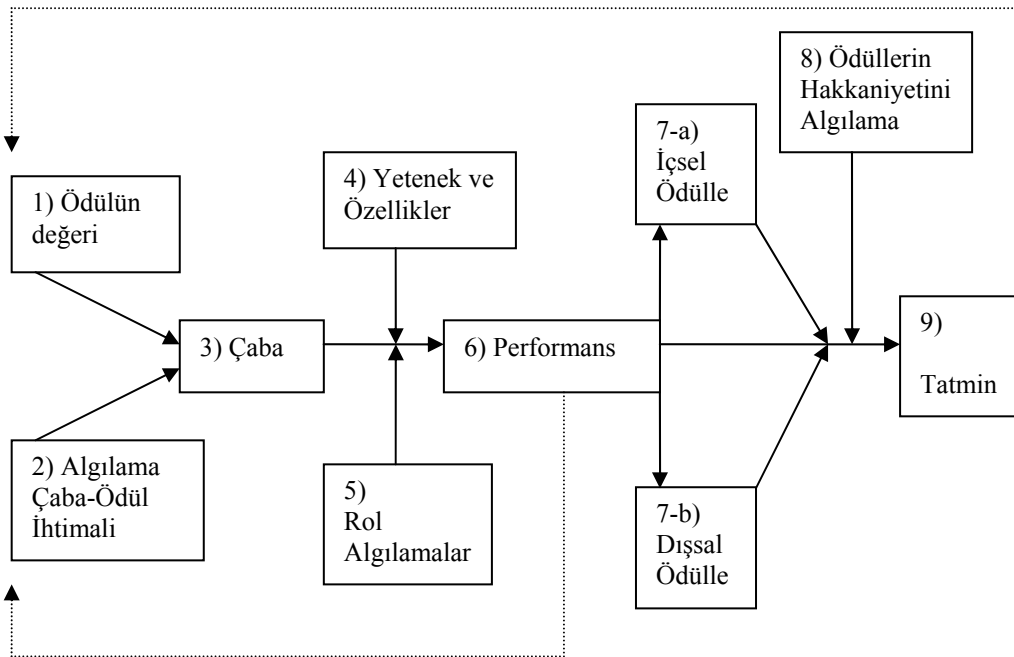 1) Ödülün
değeri
2) Algılama
Çaba-Ödül
İhtimali
3) Çaba
4) Yetenek ve
Özellikler
5)
Rol
Algılamalar
6) Performans
7-a)
İçsel
Ödülle
7-b)
Dışsal
Ödülle
8) Ödüllerin
Hakkaniyetini
Algılama
9)
Tatmin